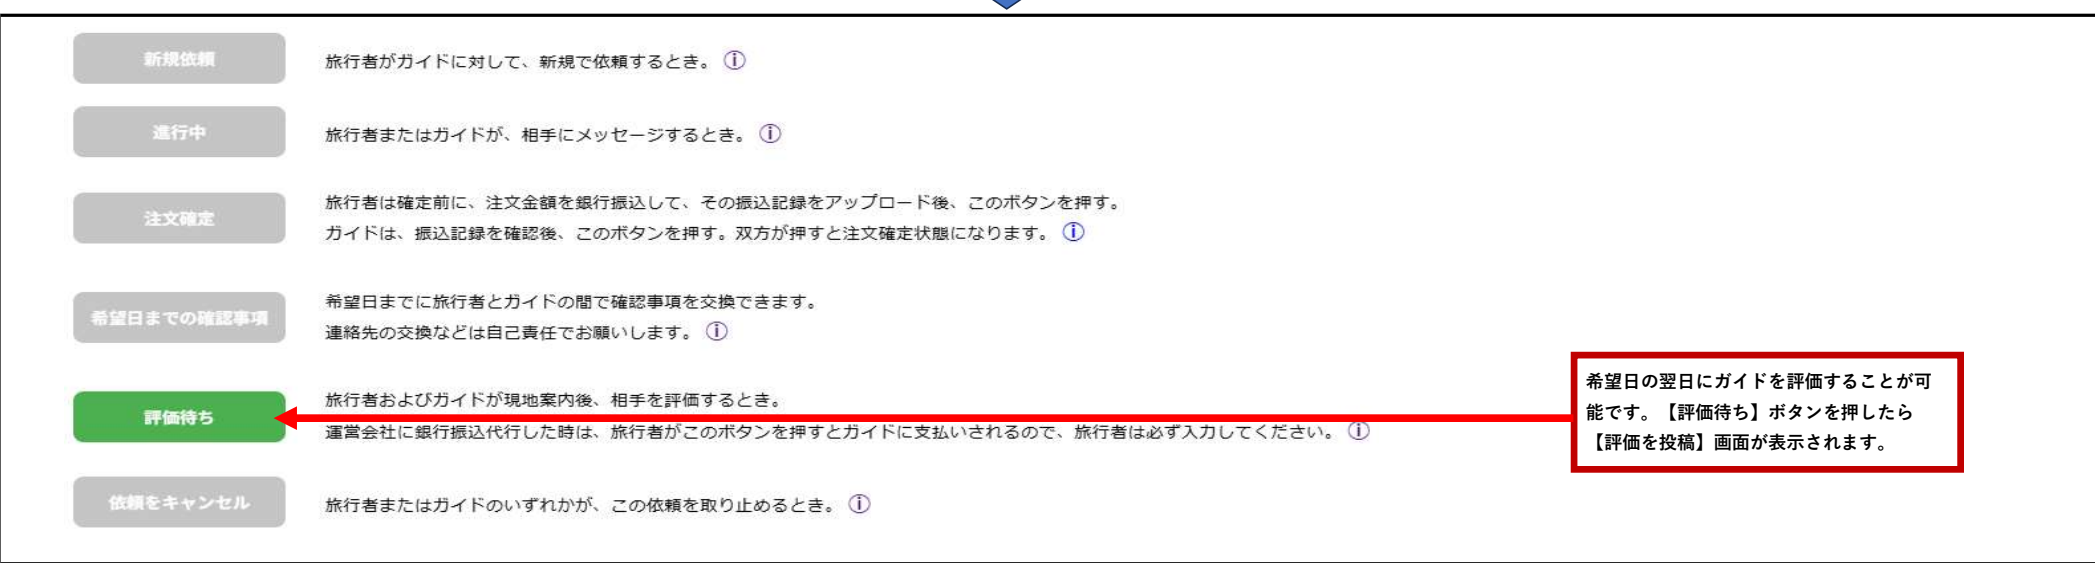 新規依頼
旅行者がガイドに対して、新規で依頼するとき。 ⓘ
進行中
旅行者またはガイドが、相手にメッセージするとき。 ⓘ
注文確定
旅行者は確定前に、注文金額を銀行振込して、その振込記録をアップロード後、このボタンを押す。
ガイドは、振込記録を確認後、このボタンを押す。双方が押すと注文確定状態になります。 ⓘ
希望日までの確認事項
希望日までに旅行者とガイドの間で確認事項を交換できます。
連絡先の交換などは自己責任でお願いします。 ⓘ
評価待ち
旅行者およびガイドが現地案内後、相手を評価するとき。
運営会社に銀行振込代行した時は、旅行者がこのボタンを押すとガイドに支払いされるので、旅行者は必ず入力してください。 ⓘ
希望日の翌日にガイドを評価することが可
能です。【評価待ち】ボタンを押したら
【評価を投稿】画面が表示されます。
依頼をキャンセル
旅行者またはガイドのいずれかが、この依頼を取り止めるとき。 ⓘ